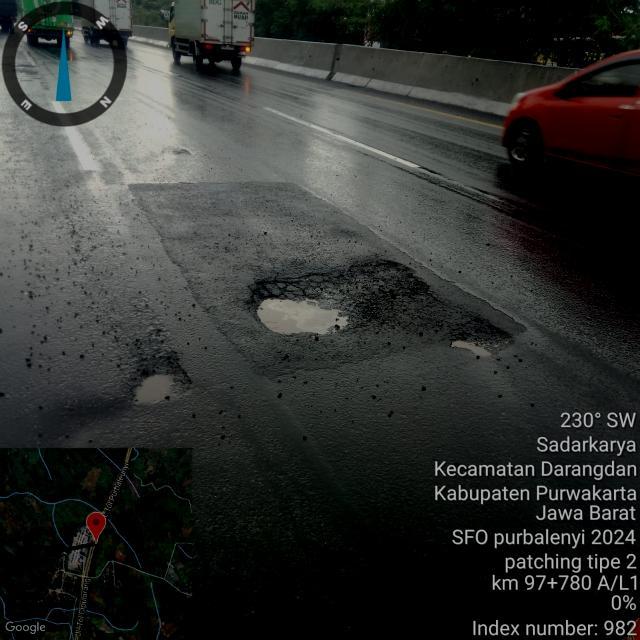 230° SW
Sadarkarya
Kecamatan Darangdan
Kabupaten Purwakarta
Jawa Barat
SFO purbalenyi 2024
patching tipe 2
km 97+780 A/L1
0%
Index number: 982
Google